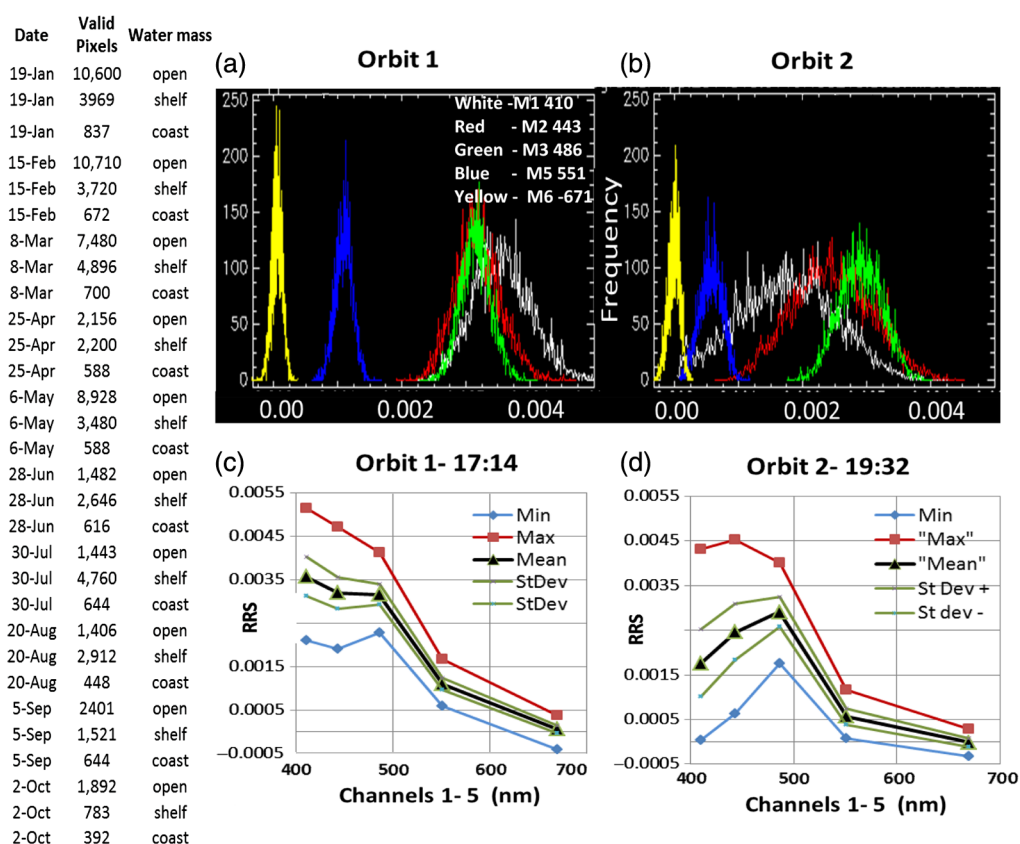 Date Valid Pixels Water mass
19-Jan 10,600 open
19-Jan 3969 shelf
19-Jan 837 coast
15-Feb 10,710 open
15-Feb 3,720 shelf
15-Feb 672 coast
8-Mar 7,480 open
8-Mar 4,896 shelf
8-Mar 700 coast
25-Apr 2,156 open
25-Apr 2,200 shelf
25-Apr 588 coast
6-May 8,928 open
6-May 3,480 shelf
6-May 588 coast
28-Jun 1,482 open
28-Jun 2,646 shelf
28-Jun 616 coast
30-Jul 1,443 open
30-Jul 4,760 shelf
30-Jul 644 coast
20-Aug 1,406 open
20-Aug 2,912 shelf
20-Aug 448 coast
5-Sep 2401 open
5-Sep 1,521 shelf
5-Sep 644 coast
2-Oct 1,892 open
2-Oct 783 shelf
2-Oct 392 coast
(a) Orbit 1
250
200
150
100
50
0
White -M1 410
Red - M2 443
Green - M3 486
Blue - M5 551
Yellow - M6 -671
0.00 0.002 0.004
(b) Orbit 2
Frequency
250
200
150
100
50
0
0.00 0.002 0.004
(c) Orbit 1- 17:14
RRS
0.0055
0.0045
0.0035
0.0015
0.0005
−0.0005
Min
Max
Mean
StDev
StDev
400 500 600 700
Channels 1- 5 (nm)
(d) Orbit 2- 19:32
RRS
0.0055
0.0045
0.0035
0.0015
0.0005
−0.0005
Min
"Max"
"Mean"
St Dev +
St dev -
400 500 600 700
Channels 1- 5 (nm)